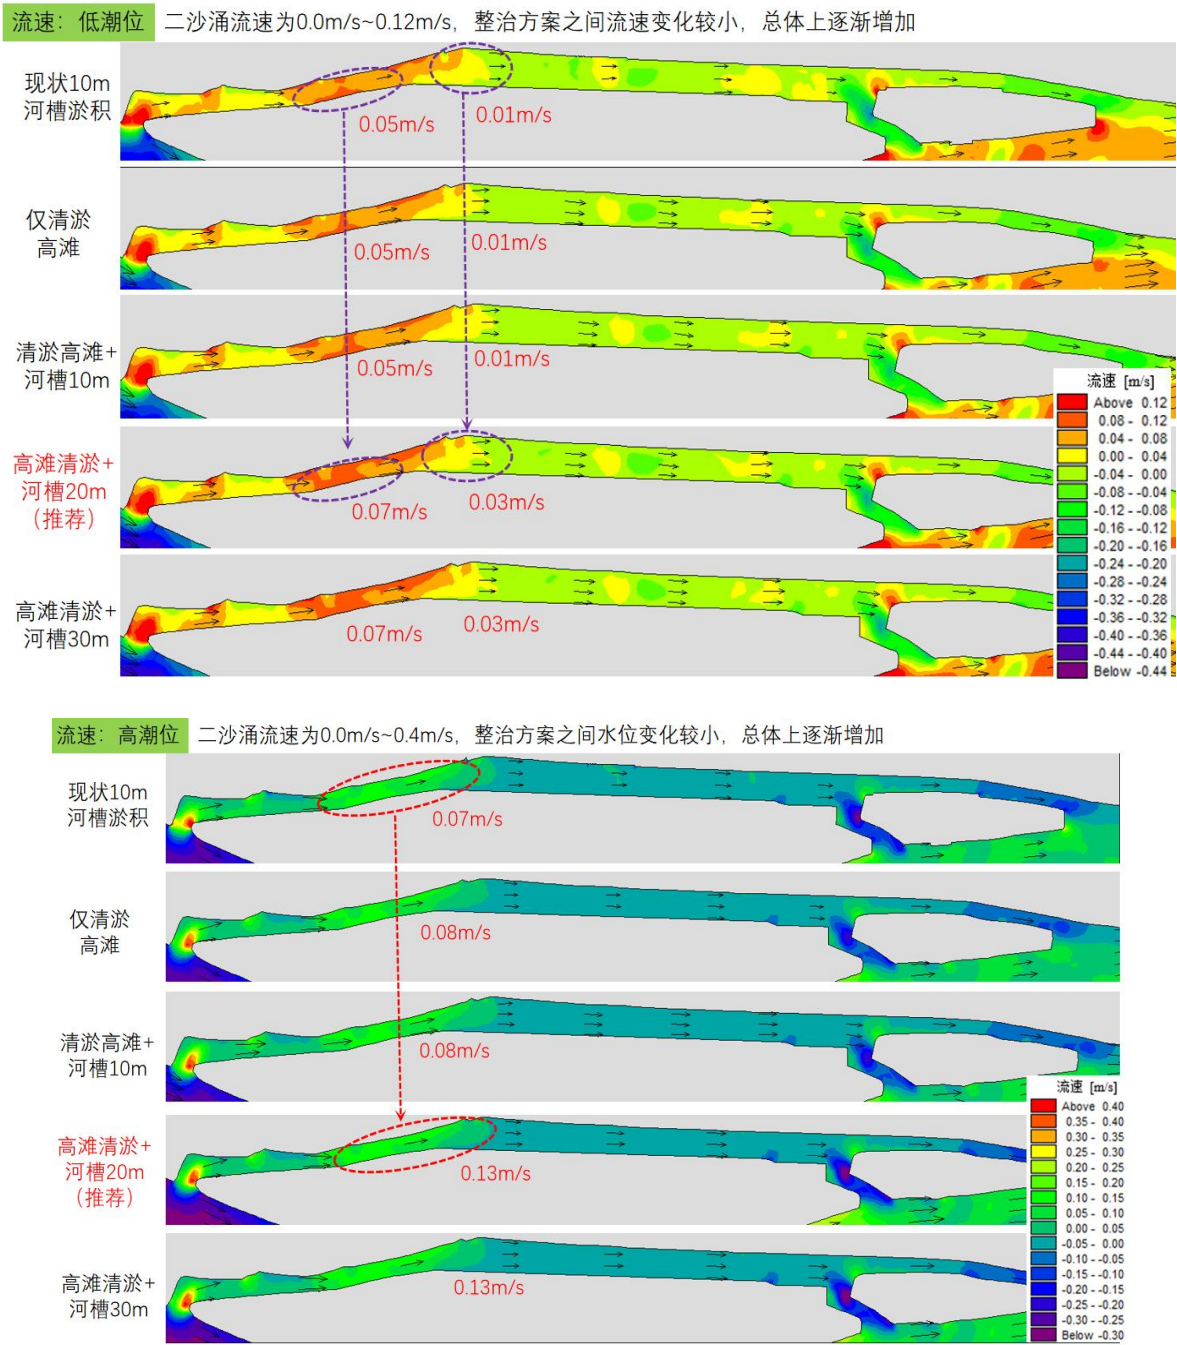 流速：低潮位 二沙涌流速为0.0m/s~0.12m/s，整治方案之间流速变化较小，总体上逐渐增加
现状10m
河槽淤积
0.05m/s
0.01m/s
仅清淤
高滩
0.05m/s
0.01m/s
清淤高滩+
河槽10m
0.05m/s
0.01m/s
高滩清淤+
河槽20m
（推荐）
0.07m/s
0.03m/s
高滩清淤+
河槽30m
0.07m/s
0.03m/s
流速 [m/s]
Above 0.12
0.08 - 0.12
0.04 - 0.08
0.00 - 0.04
-0.04 - 0.00
-0.08 - -0.04
-0.12 - -0.08
-0.16 - -0.12
-0.20 - -0.16
-0.24 - -0.20
-0.28 - -0.24
-0.32 - -0.28
-0.36 - -0.32
-0.40 - -0.36
-0.44 - -0.40
Below -0.44
流速：高潮位 二沙涌流速为0.0m/s~0.4m/s，整治方案之间水位变化较小，总体上逐渐增加
现状10m
河槽淤积
0.07m/s
仅清淤
高滩
0.08m/s
清淤高滩+
河槽10m
0.08m/s
高滩清淤+
河槽20m
（推荐）
0.13m/s
高滩清淤+
河槽30m
0.13m/s
流速 [m/s]
Above 0.40
0.35 - 0.40
0.30 - 0.35
0.25 - 0.30
0.20 - 0.25
0.15 - 0.20
0.10 - 0.15
0.05 - 0.10
0.00 - 0.05
-0.05 - 0.00
-0.10 - -0.05
-0.15 - -0.10
-0.20 - -0.15
-0.25 - -0.20
-0.30 - -0.25
Below -0.30